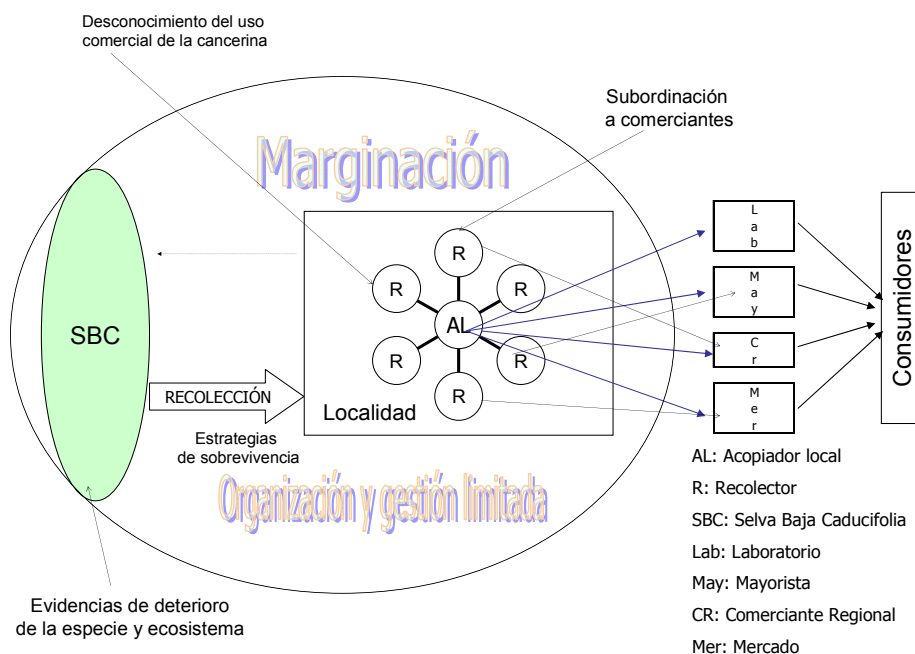 Desconocimiento del uso
comercial de la cancerina
Subordinación
a comerciantes
Marginación
L
a
b
M
a
y
C
r
M
e
r
Consumidores
R
R
R
AL
R
R
R
SBC
RECOLECCIÓN
Localidad
Estrategias
de sobrevivencia
Organización y gestión limitada
Evidencias de deterioro
de la especie y ecosistema
AL: Acopiador local
R: Recolector
SBC: Selva Baja Caducifolia
Lab: Laboratorio
May: Mayorista
CR: Comerciante Regional
Mer: Mercado